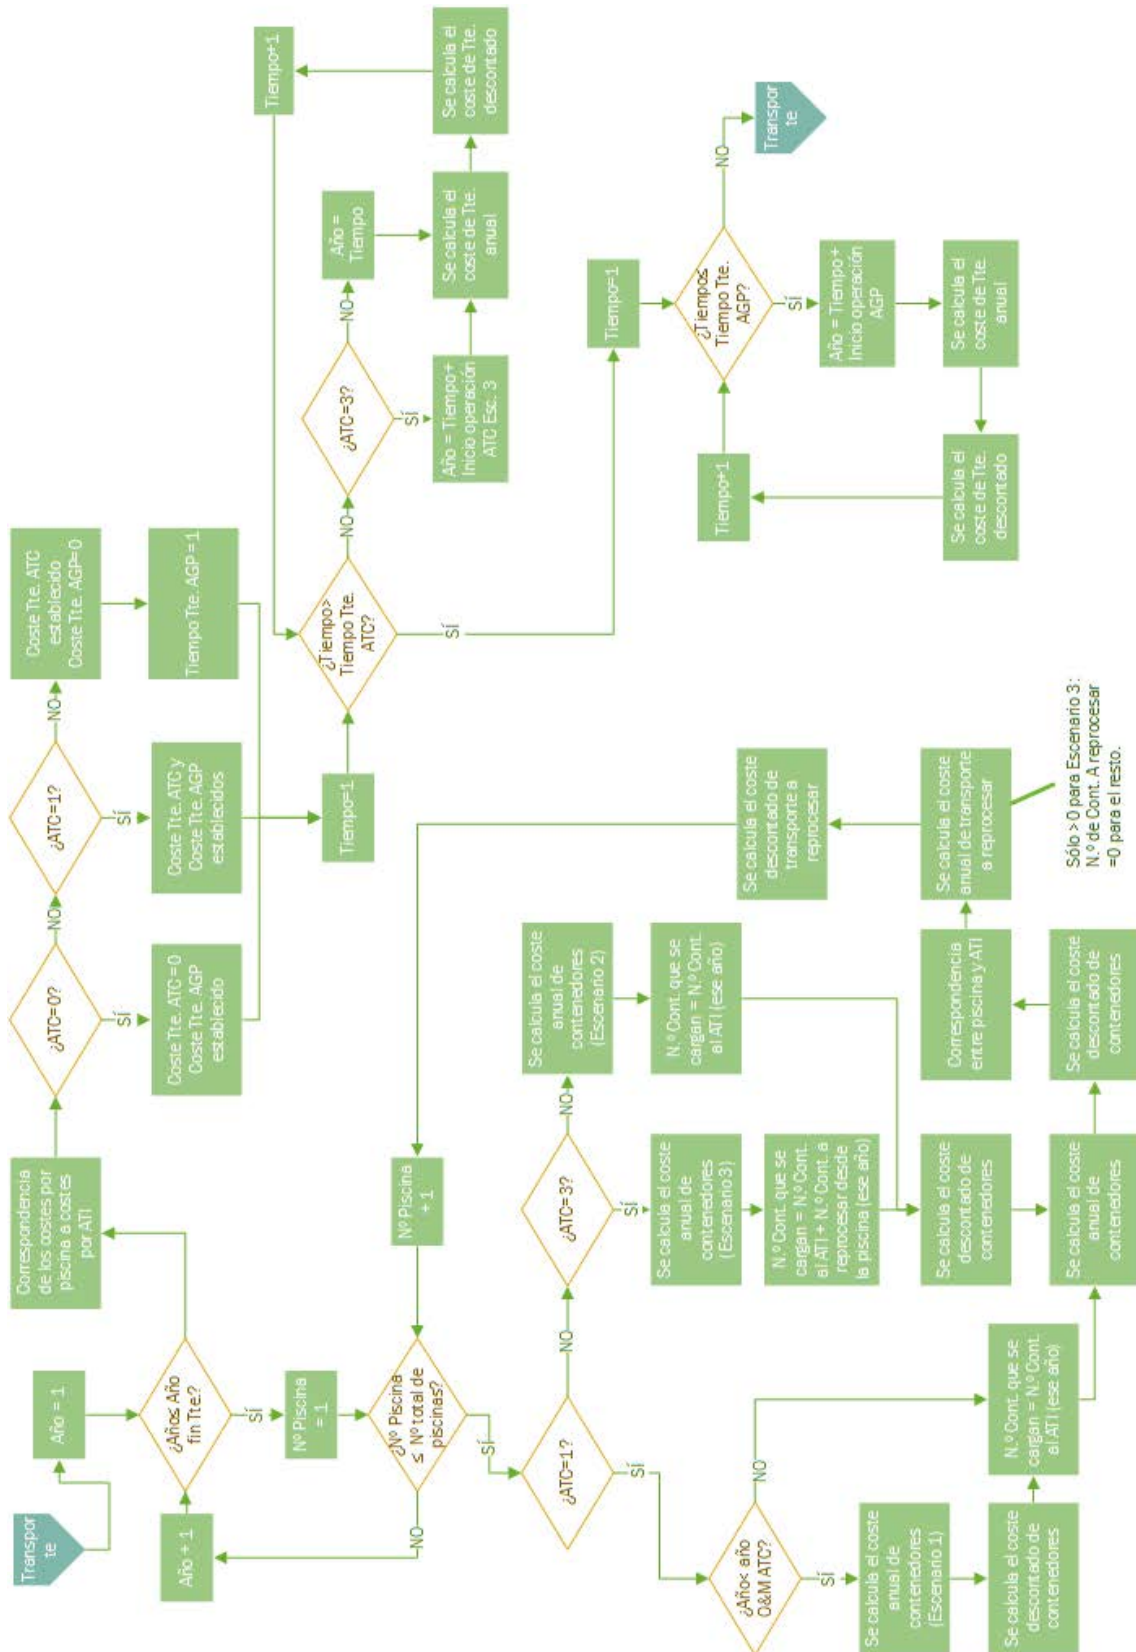 Transpor
te
Año = 1
Año + 1
¿Año≤ Año
fin Tte.?
SÍ
Nº Piscina
= 1
¿Nº Piscina
≤ Nº total de
piscinas?
NO
SÍ
Nº Piscina
+ 1
Correspondencia
de los costes por
piscina a costes
por ATI
¿ATC=0?
NO
SÍ
Coste Tte. ATC=0
Coste Tte. AGP
establecido
¿ATC=1?
NO
SÍ
Coste Tte. ATC y
Coste Tte. AGP
establecidos
Coste Tte. ATC
establecido
Coste Tte. AGP=0
Tiempo Tte. AGP=1
Tiempo=1
¿Tiempo>
Tiempo Tte.
ATC?
NO
SÍ
¿ATC=3?
NO
SÍ
Año =
Tiempo
Año = Tiempo+
Inicio operación
ATC Esc. 3
Se calcula el
coste de Tte.
anual
Se calcula el
coste de Tte.
descontado
Tiempo+1
Tiempo=1
¿Tiempo≤
Tiempo Tte.
AGP?
NO
SÍ
Transpor
te
Año = Tiempo+
Inicio operación
AGP
Se calcula el
coste de Tte.
anual
Se calcula el
coste de Tte.
descontado
Tiempo+1
¿ATC=1?
NO
SÍ
¿ATC=3?
NO
SÍ
Se calcula el coste
anual de
contenedores
(Escenario 2)
N.º Cont. que se
cargan = N.º Cont.
al ATI (ese año)
Se calcula el coste
anual de
contenedores
(Escenario 3)
N.º Cont. que se
cargan = N.º Cont.
al ATI + N.º Cont. a
reprocesar desde
la piscina (ese año)
Se calcula el coste
descontado de
contenedores
¿Año< año
O&M ATC?
NO
SÍ
Se calcula el coste
anual de
contenedores
(Escenario 1)
Se calcula el coste
descontado de
contenedores
N.º Cont. que se
cargan = N.º Cont.
al ATI (ese año)
Se calcula el coste
anual de
contenedores
Se calcula el coste
descontado de
contenedores
Correspondencia
entre piscina y ATI
Se calcula el coste
anual de transporte
a reprocesar
Se calcula el coste
descontado de
transporte a
reprocesar
Sólo > 0 para Escenario 3:
N.º de Cont. A reprocesar
=0 para el resto.